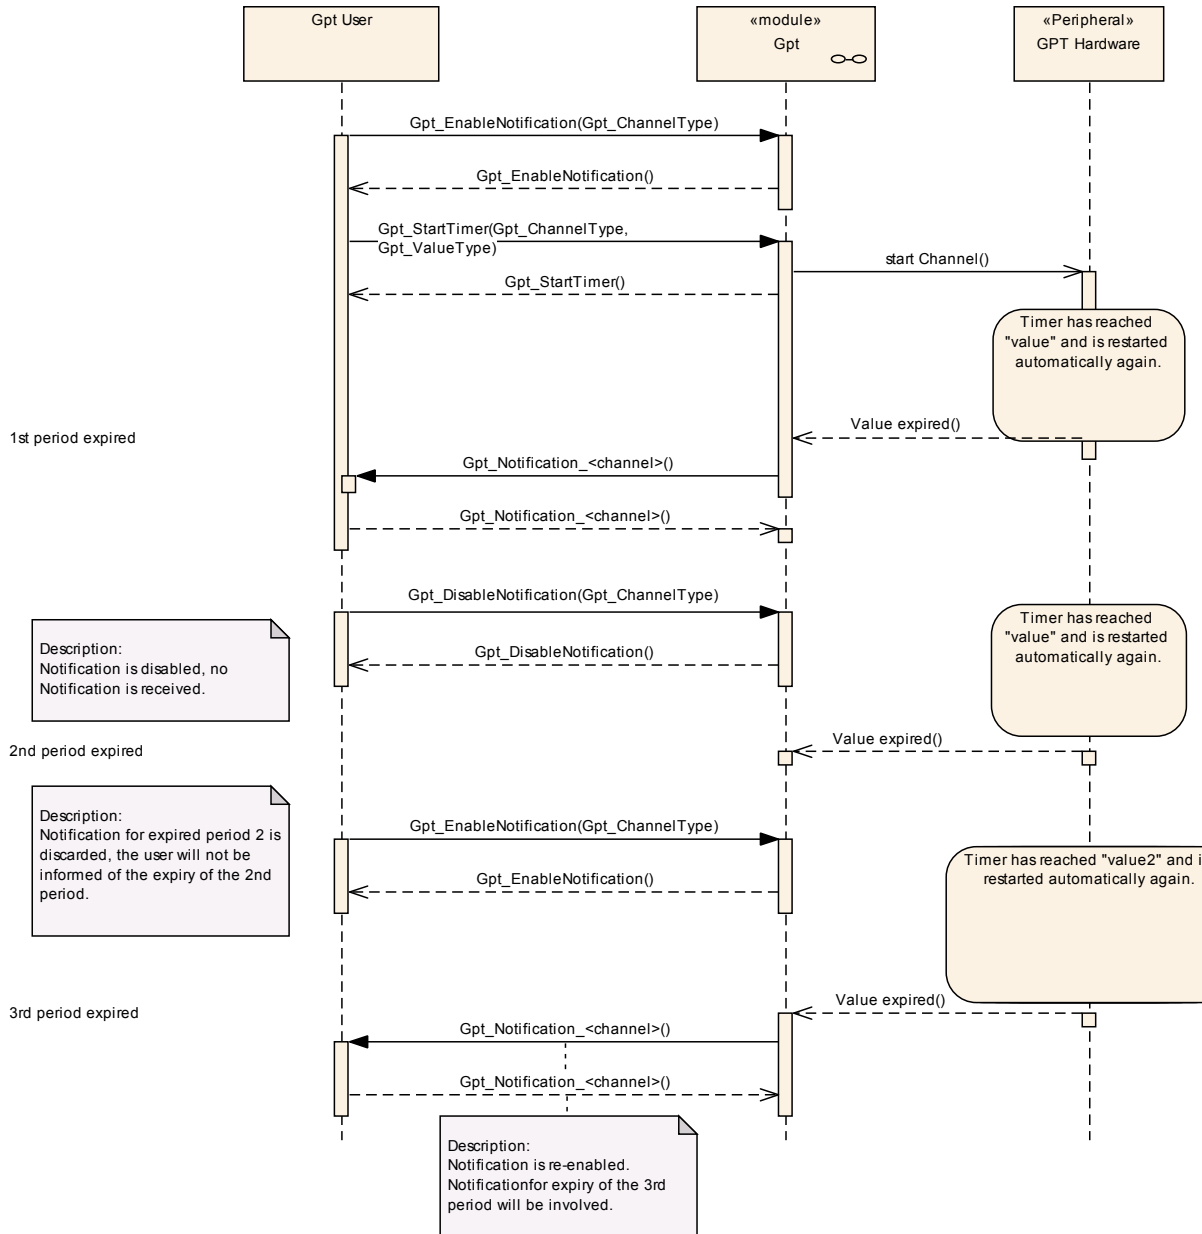 Gpt User
«module»
Gpt
«Peripheral»
GPT Hardware
Gpt_EnableNotification(Gpt_ChannelType)
Gpt_EnableNotification()
Gpt_StartTimer(Gpt_ChannelType,
Gpt_ValueType)
start Channel()
Gpt_StartTimer()
Timer has reached
"value" and is restarted
automatically again.
1st period expired
Value expired()
Gpt_Notification_<channel>()
Gpt_Notification_<channel>()
Gpt_DisableNotification(Gpt_ChannelType)
Timer has reached
"value" and is restarted
automatically again.
Description:
Notification is disabled, no
Notification is received.
Gpt_DisableNotification()
2nd period expired
Value expired()
Description:
Notification for expired period 2 is
discarded, the user will not be
informed of the expiry of the 2nd
period.
Gpt_EnableNotification(Gpt_ChannelType)
Gpt_EnableNotification()
Timer has reached "value2" and i
restarted automatically again.
3rd period expired
Value expired()
Gpt_Notification_<channel>()
Gpt_Notification_<channel>()
Description:
Notification is re-enabled.
Notificationfor expiry of the 3rd
period will be involved.